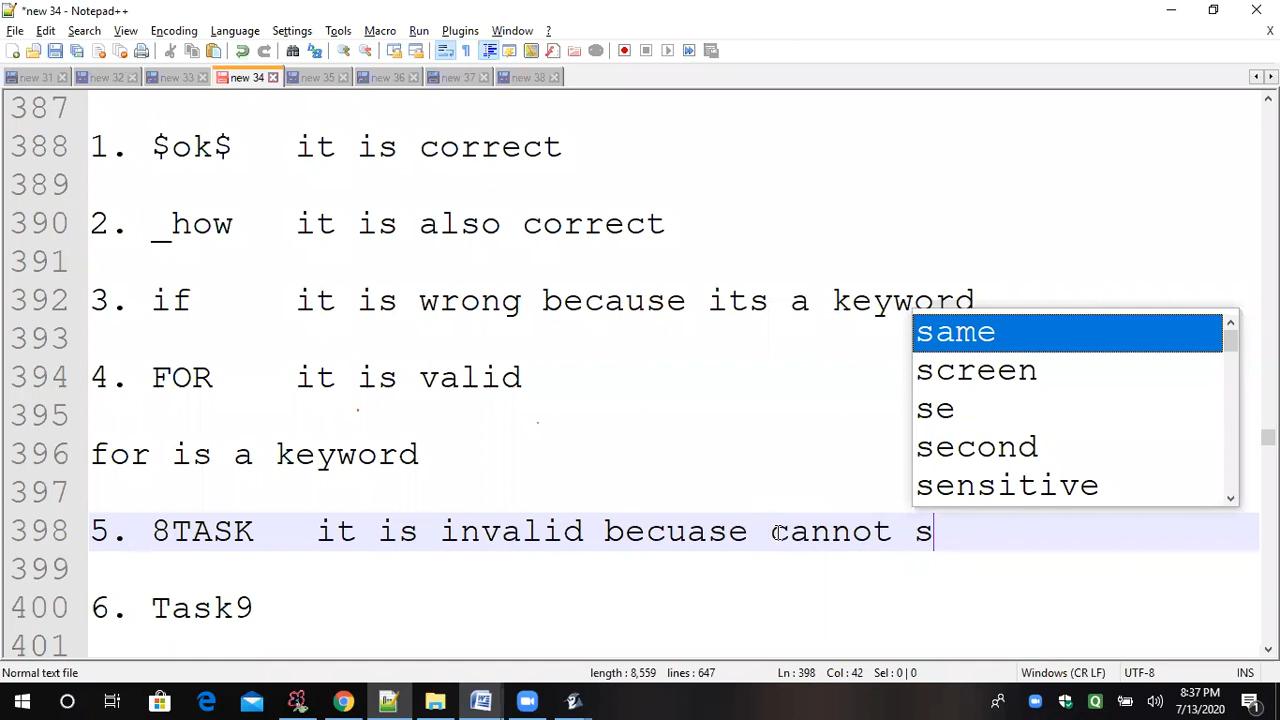 *new 34 - Notepad++
File Edit Search View Encoding Language Settings Tools Macro Run Plugins Window ?
X
new 31 new 32 new 33 new 34 new 35 new 36 new 37 new 38
387
388 1. $ok$ it is correct
389
390 2. _how it is also correct
391
392 3. if it is wrong because its a keyword
393
394 4. FOR it is valid
395
396 for is a keyword
397
398 5. 8TASK it is invalid becuase cannot s
399
400 6. Task9
401
same
screen
se
second
sensitive
Normal text file length : 8,559 lines : 647 Ln : 398 Col : 42 Sel : 0 | 0 Windows (CR LF) UTF-8 INS
8:37 PM
7/13/2020